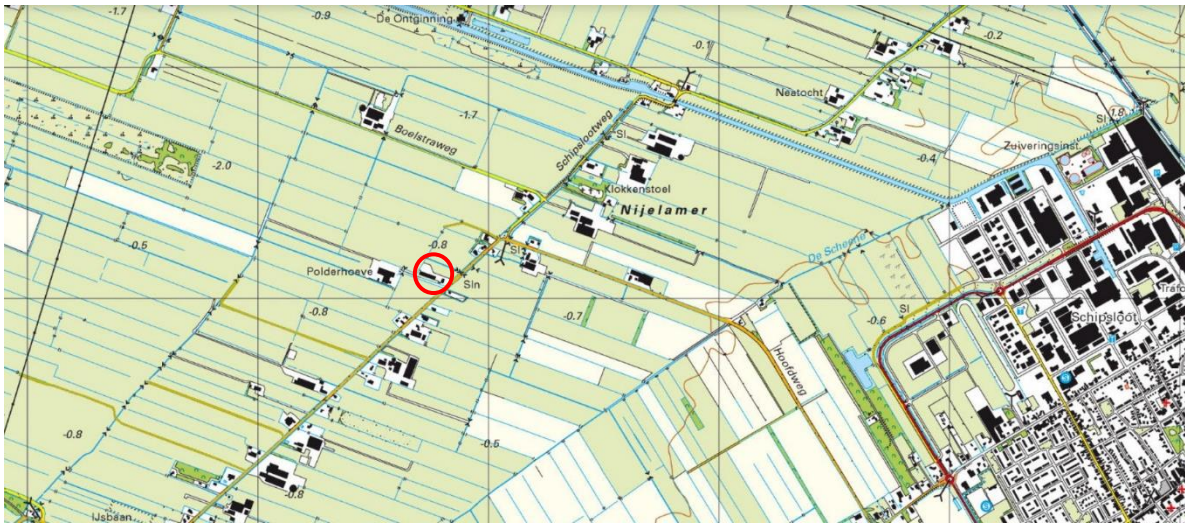 -1.7
-0.9
De Ontginning
-0.1
-0.2
Neatocht
-1.7
Boelstraweg
Schipslootweg
Sl
-0.4
1.8
Sl
Zuiveringsinst.
-2.0
Klokkenstoel
Nijelamer
-0.8
Sl
De Scheene
-0.5
Polderhoeve
Sln
-0.8
-0.7
-0.6
Sl
Schipsloot
Trafo
Hoofdweg
-0.8
-0.5
-0.8
IJsbaan